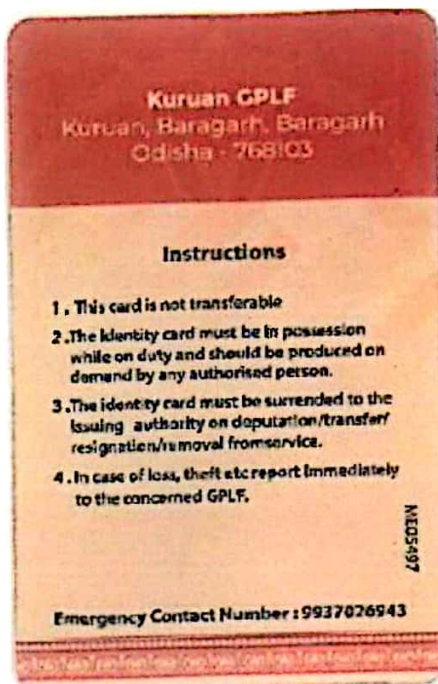 Kuruan GPLF
Kuruan, Baragarh, Baragarh
Odisha - 768103
Instructions
1 . This card is not transferable
2 .The Identity card must be in possession
while on duty and should be produced on
demand by any authorised person.
3 .The identity card must be surrended to the
issuing authority on deputation/transfer/
resignation/removal fromservice.
4 . In case of loss, theft etc report immediately
to the concerned GPLF.
ME05497
Emergency Contact Number : 9937026943